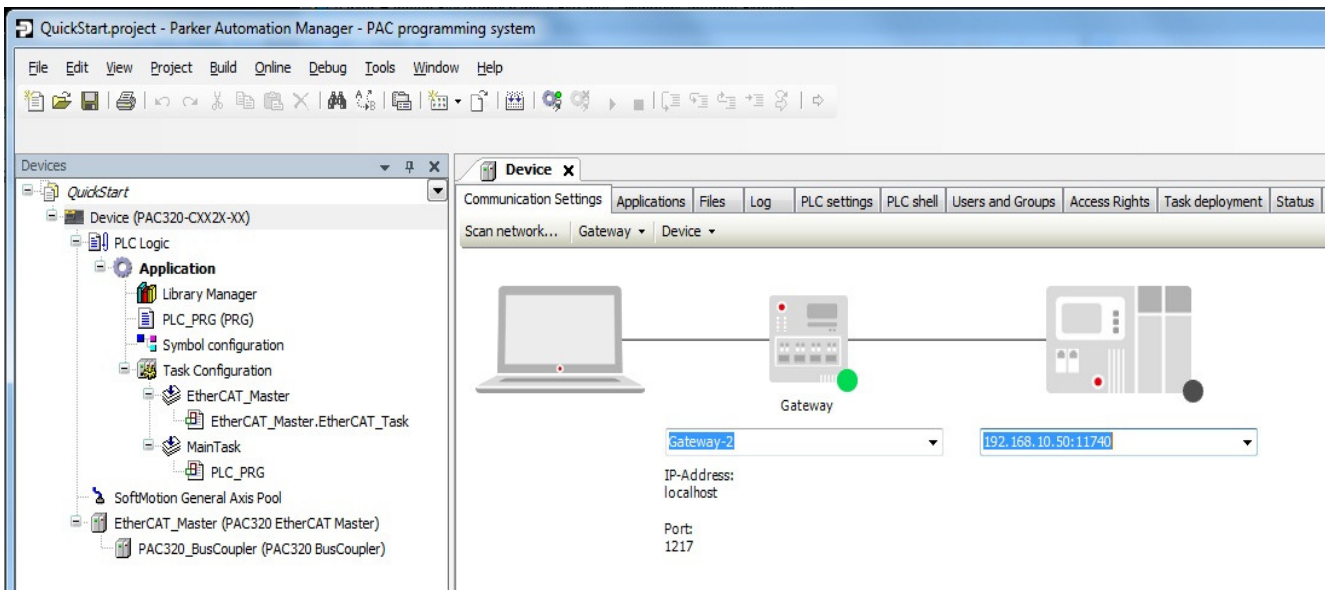 QuickStart.project - Parker Automation Manager - PAC programming system
File Edit View Project Build Online Debug Tools Window Help
Devices
QuickStart
Device (PAC320-CXX2X-XX)
PLC Logic
Application
Library Manager
PLC_PRG (PRG)
Symbol configuration
Task Configuration
EtherCAT_Master
EtherCAT_Master.EtherCAT_Task
MainTask
PLC_PRG
SoftMotion General Axis Pool
EtherCAT_Master (PAC320 EtherCAT Master)
PAC320_BusCoupler (PAC320 BusCoupler)
Device X
Communication Settings Applications Files Log PLC settings PLC shell Users and Groups Access Rights Task deployment Status
Scan network... Gateway Device
Gateway
Gateway-2 192.168.10.50:11740
IP-Address:
localhost
Port:
1217